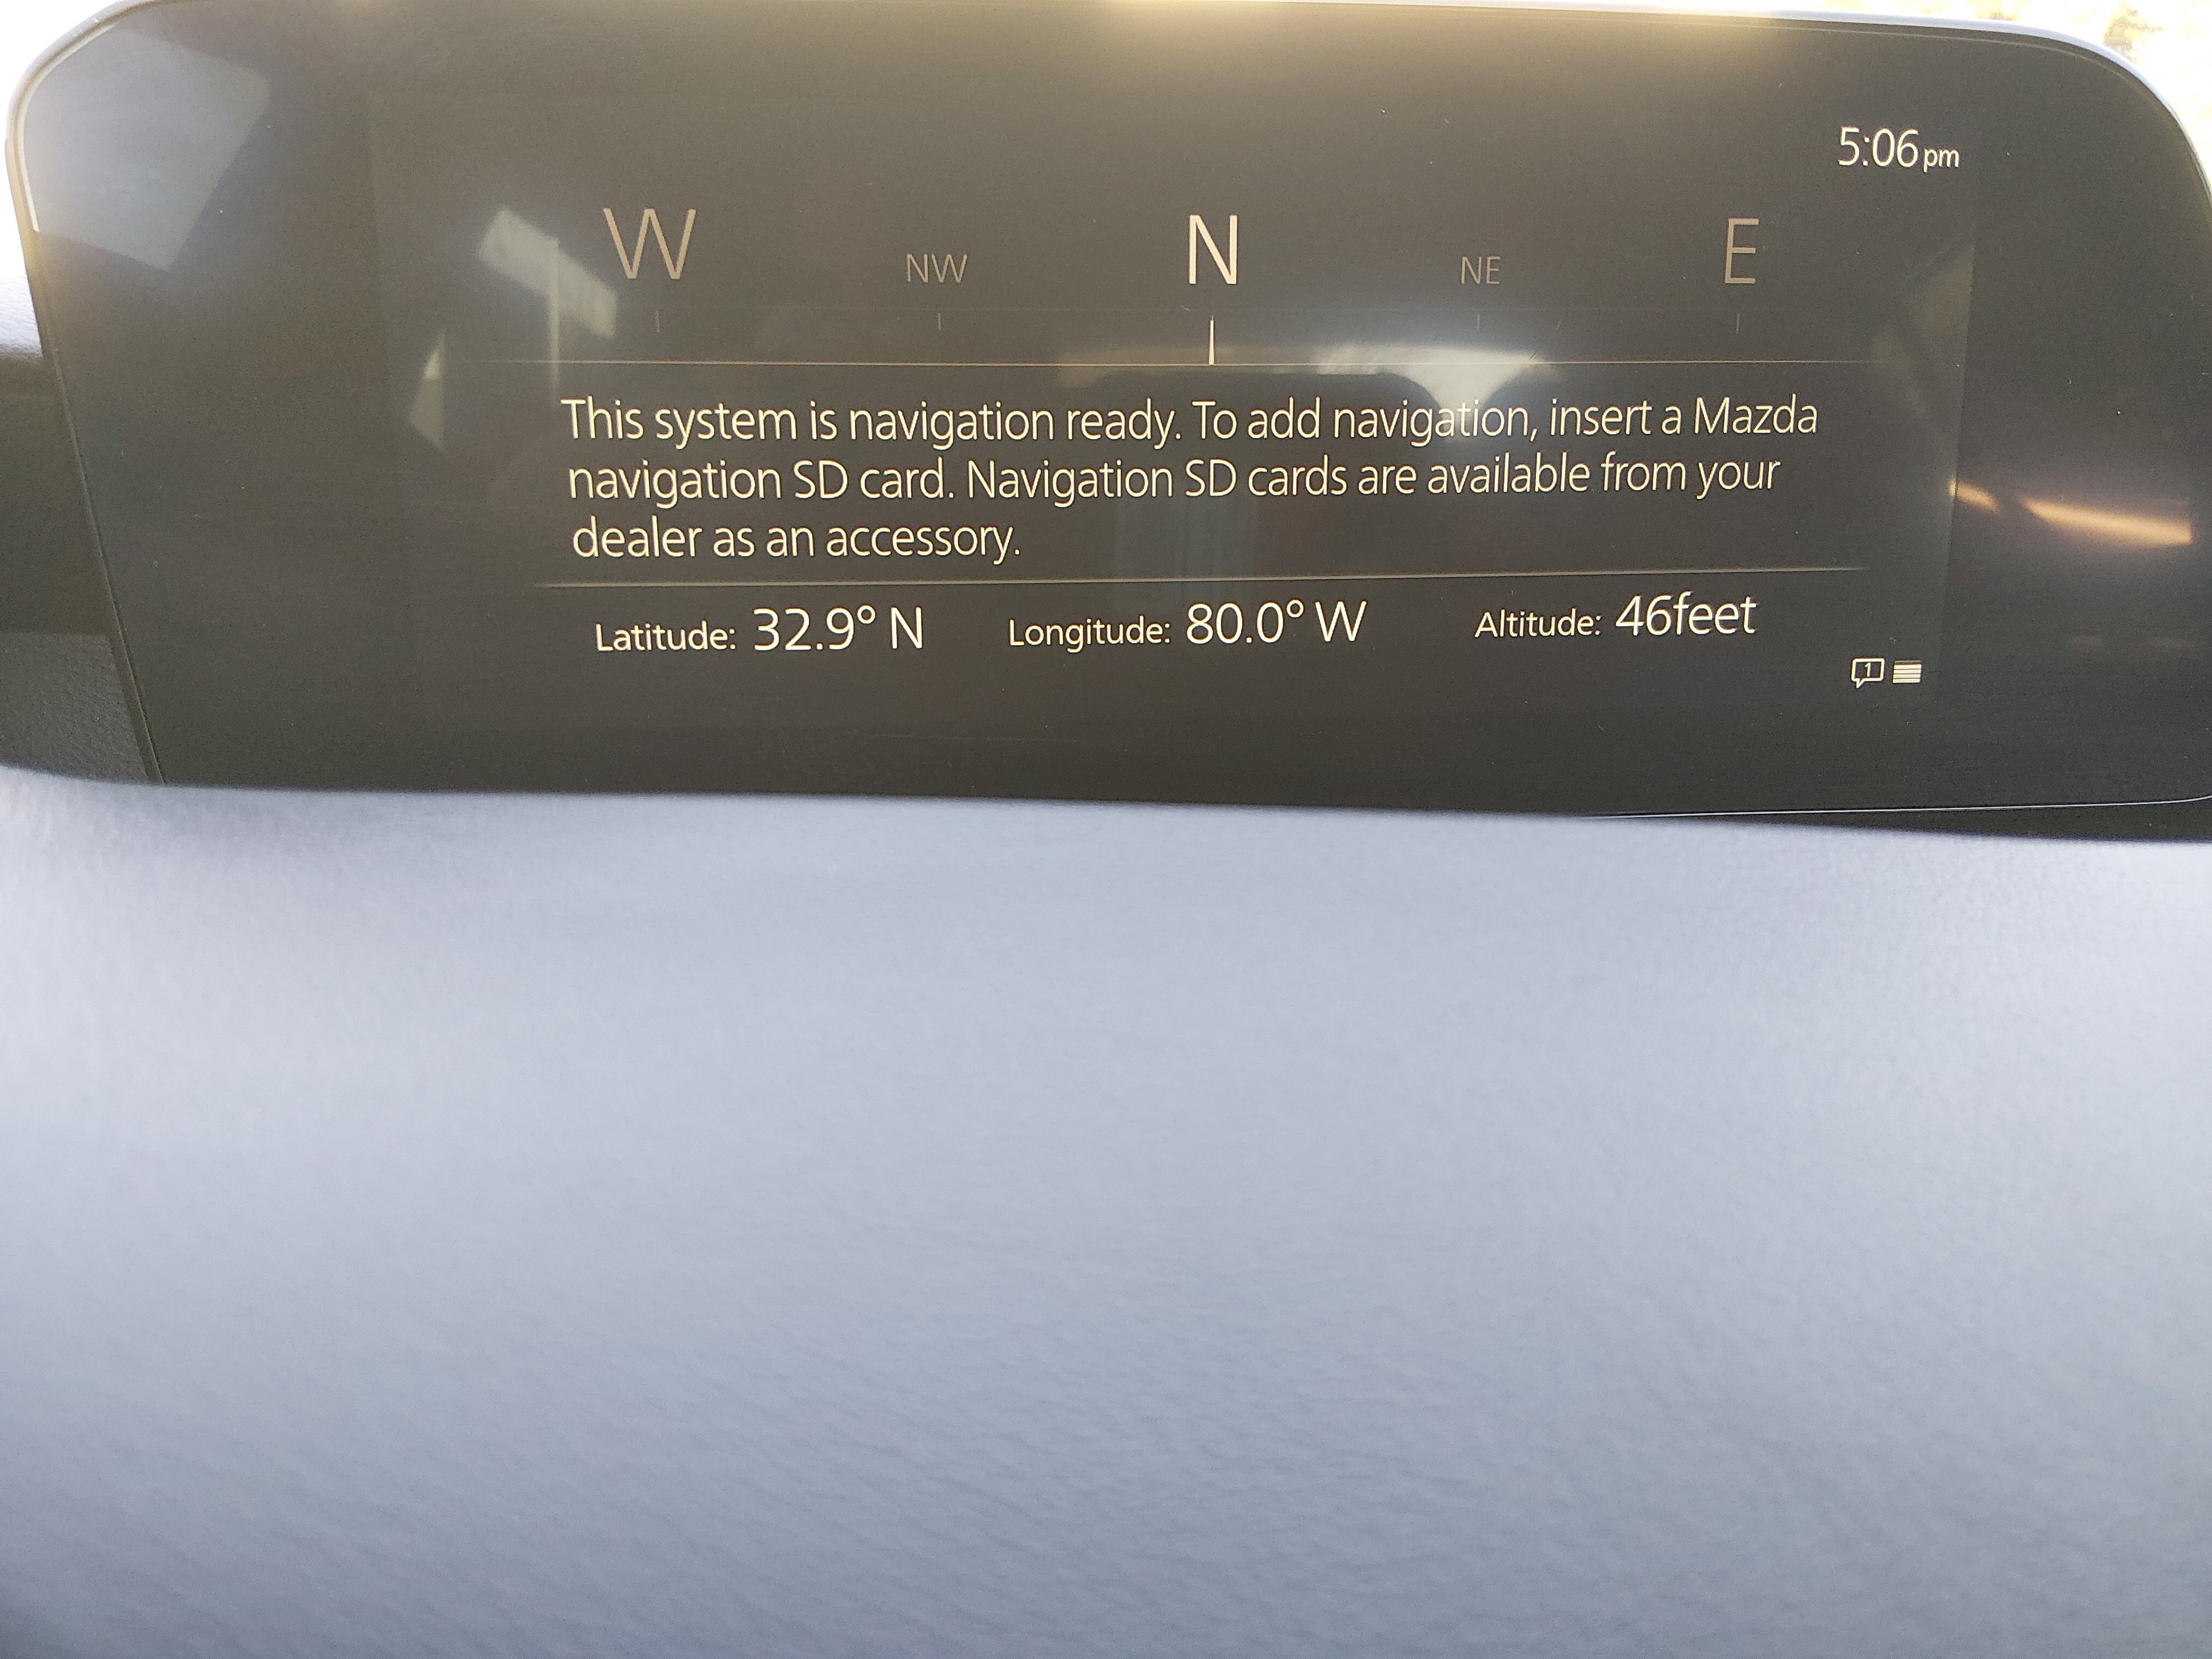 5:06pm
W NW N NE E
This system is navigation ready. To add navigation, insert a Mazda
navigation SD card. Navigation SD cards are available from your
dealer as an accessory.
Latitude: 32.9° N Longitude: 80.0° W Altitude: 46feet
1